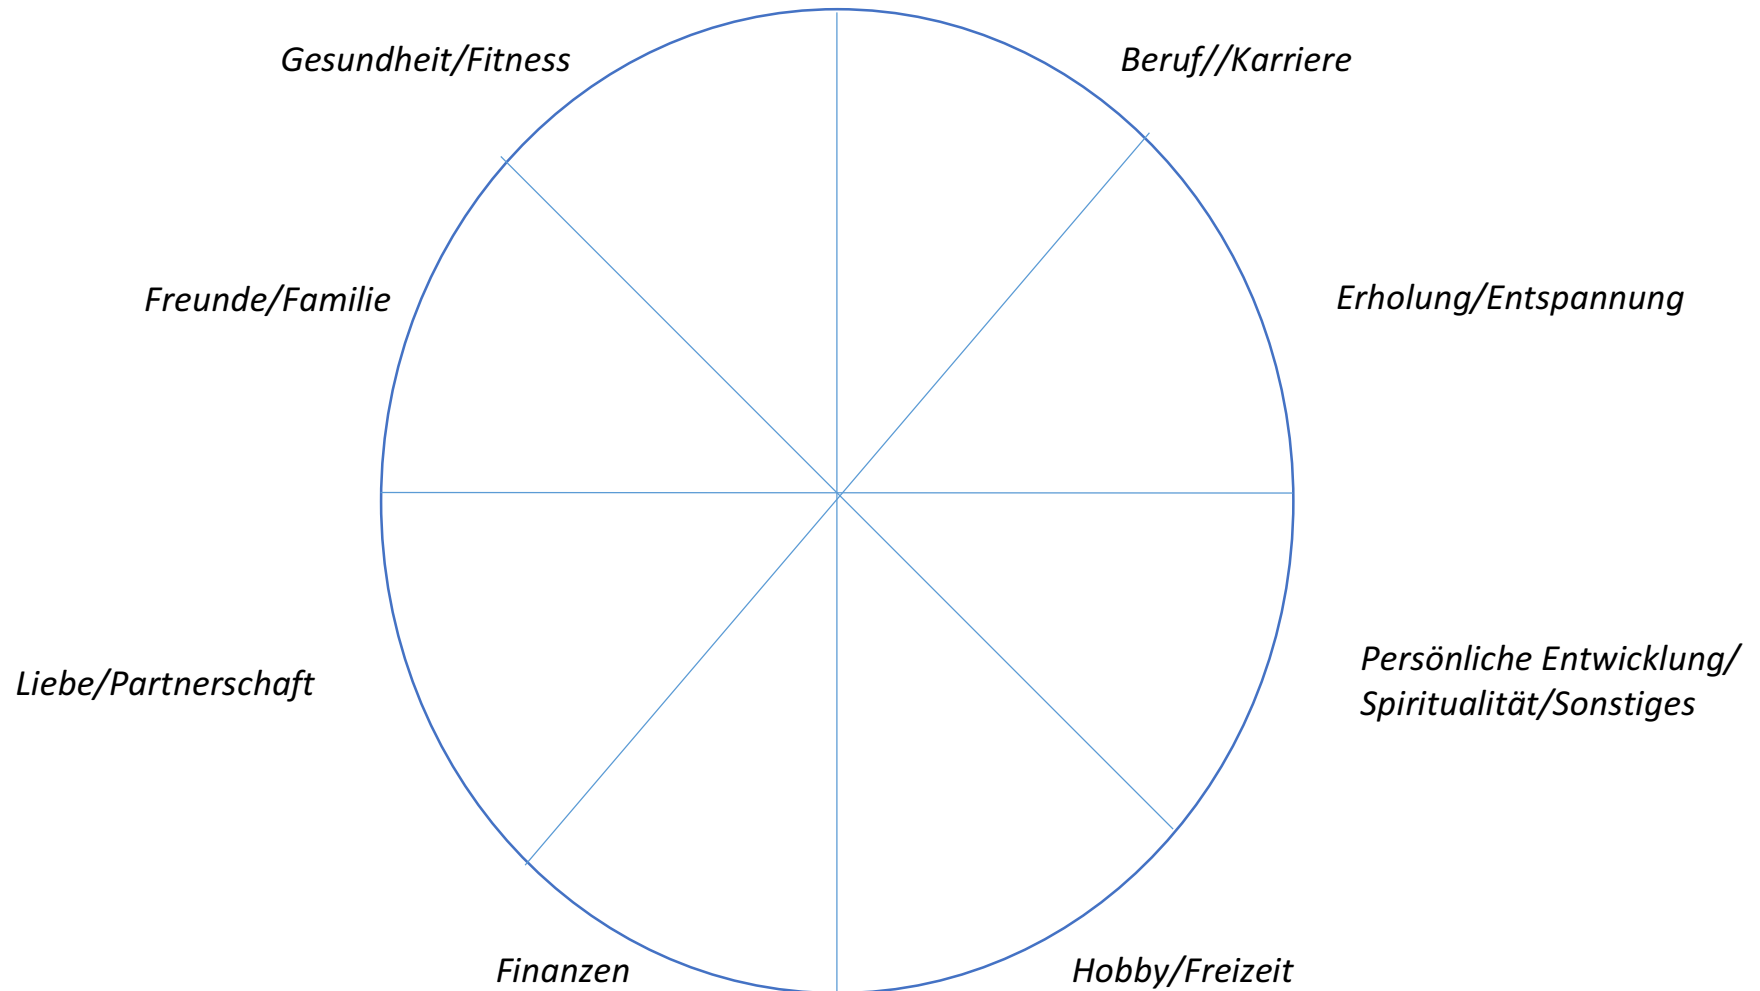 Gesundheit/Fitness
Beruf//Karriere
Freunde/Familie
Erholung/Entspannung
Liebe/Partnerschaft
Persönliche Entwicklung/
Spiritualität/Sonstiges
Finanzen
Hobby/Freizeit